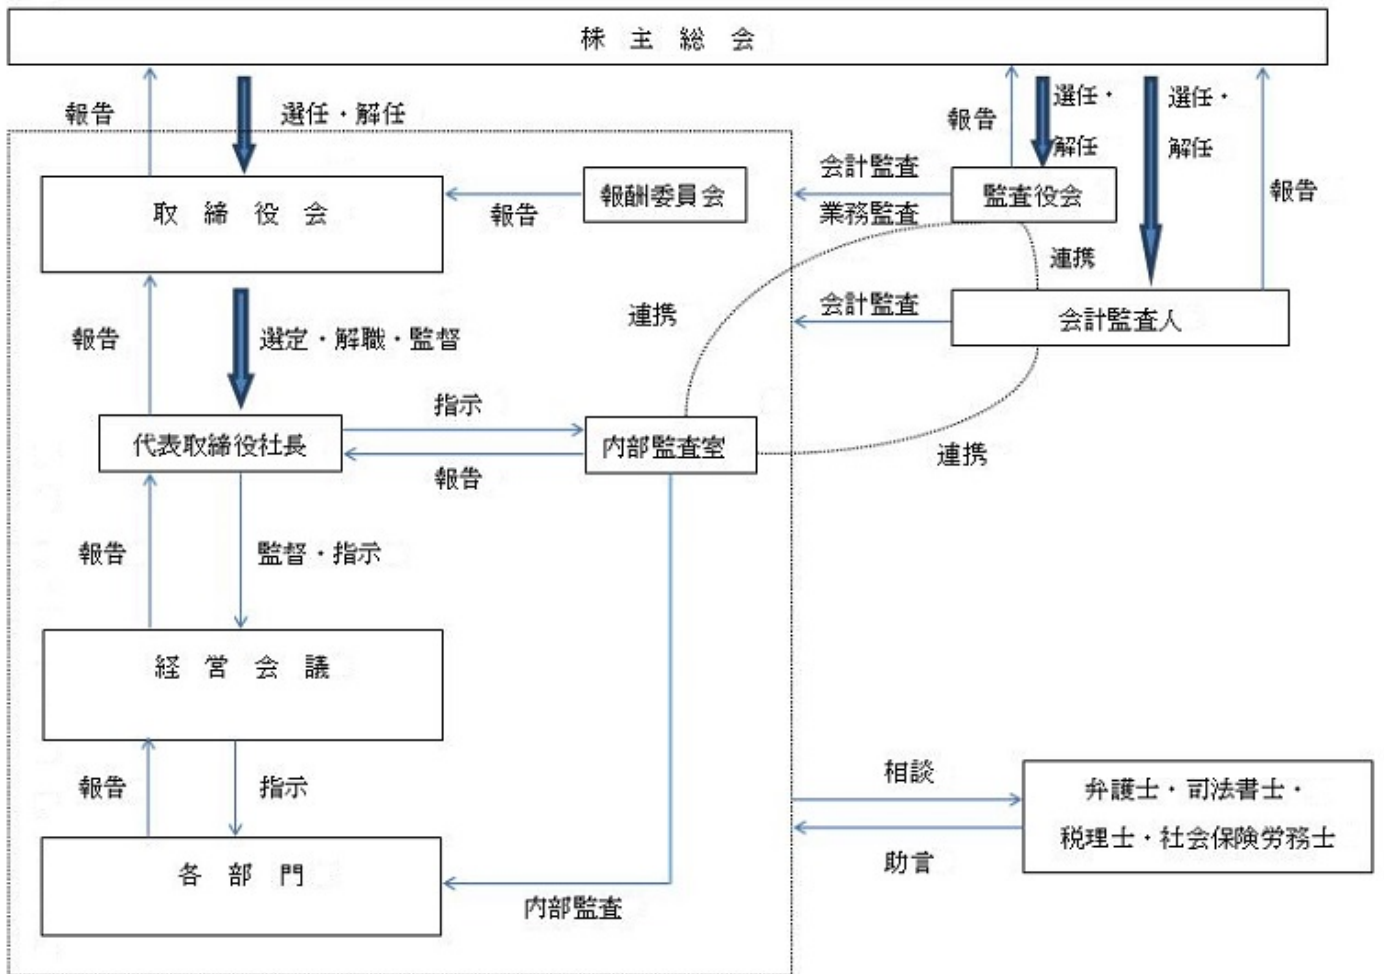 株主総会
報告
選任・解任
報告
選任・
解任
選任・
解任
報告
取締役会
報告
報酬委員会
会計監査
業務監査
監査役会
連携
連携
会計監査
会計監査人
報告
選定・解職・監督
代表取締役社長
指示
報告
内部監査室
連携
報告
監督・指示
経営会議
報告
指示
相談
助言
弁護士・司法書士・
税理士・社会保険労務士
各部門
内部監査